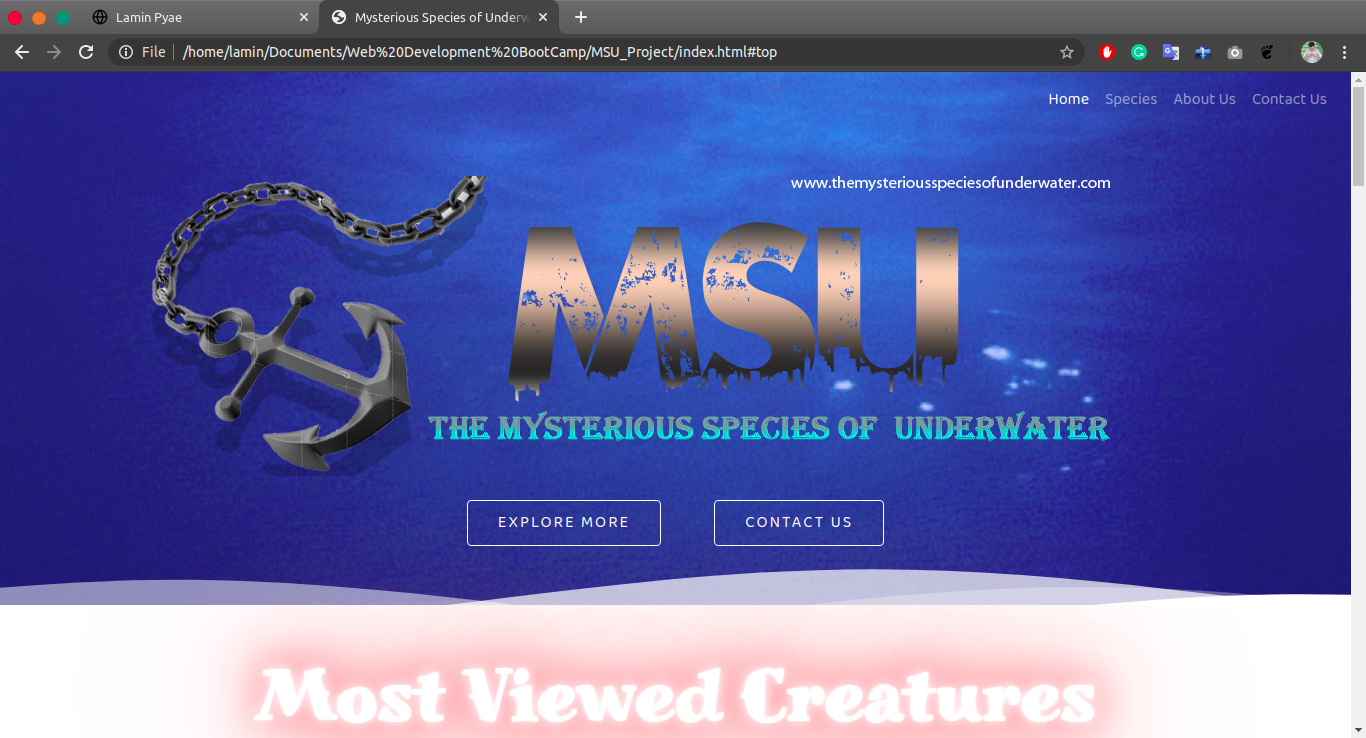 Lamin Pyae
Mysterious Species of Underw
File
/home/lamin/Documents/Web%20Development%20BootCamp/MSU_Project/index.html#top
Home Species About Us Contact Us
www.themysteriousspeciesofunderwater.com
MSU
THE MYSTERIOUS SPECIES OF UNDERWATER
EXPLORE MORE CONTACT US
Most Viewed Creatures